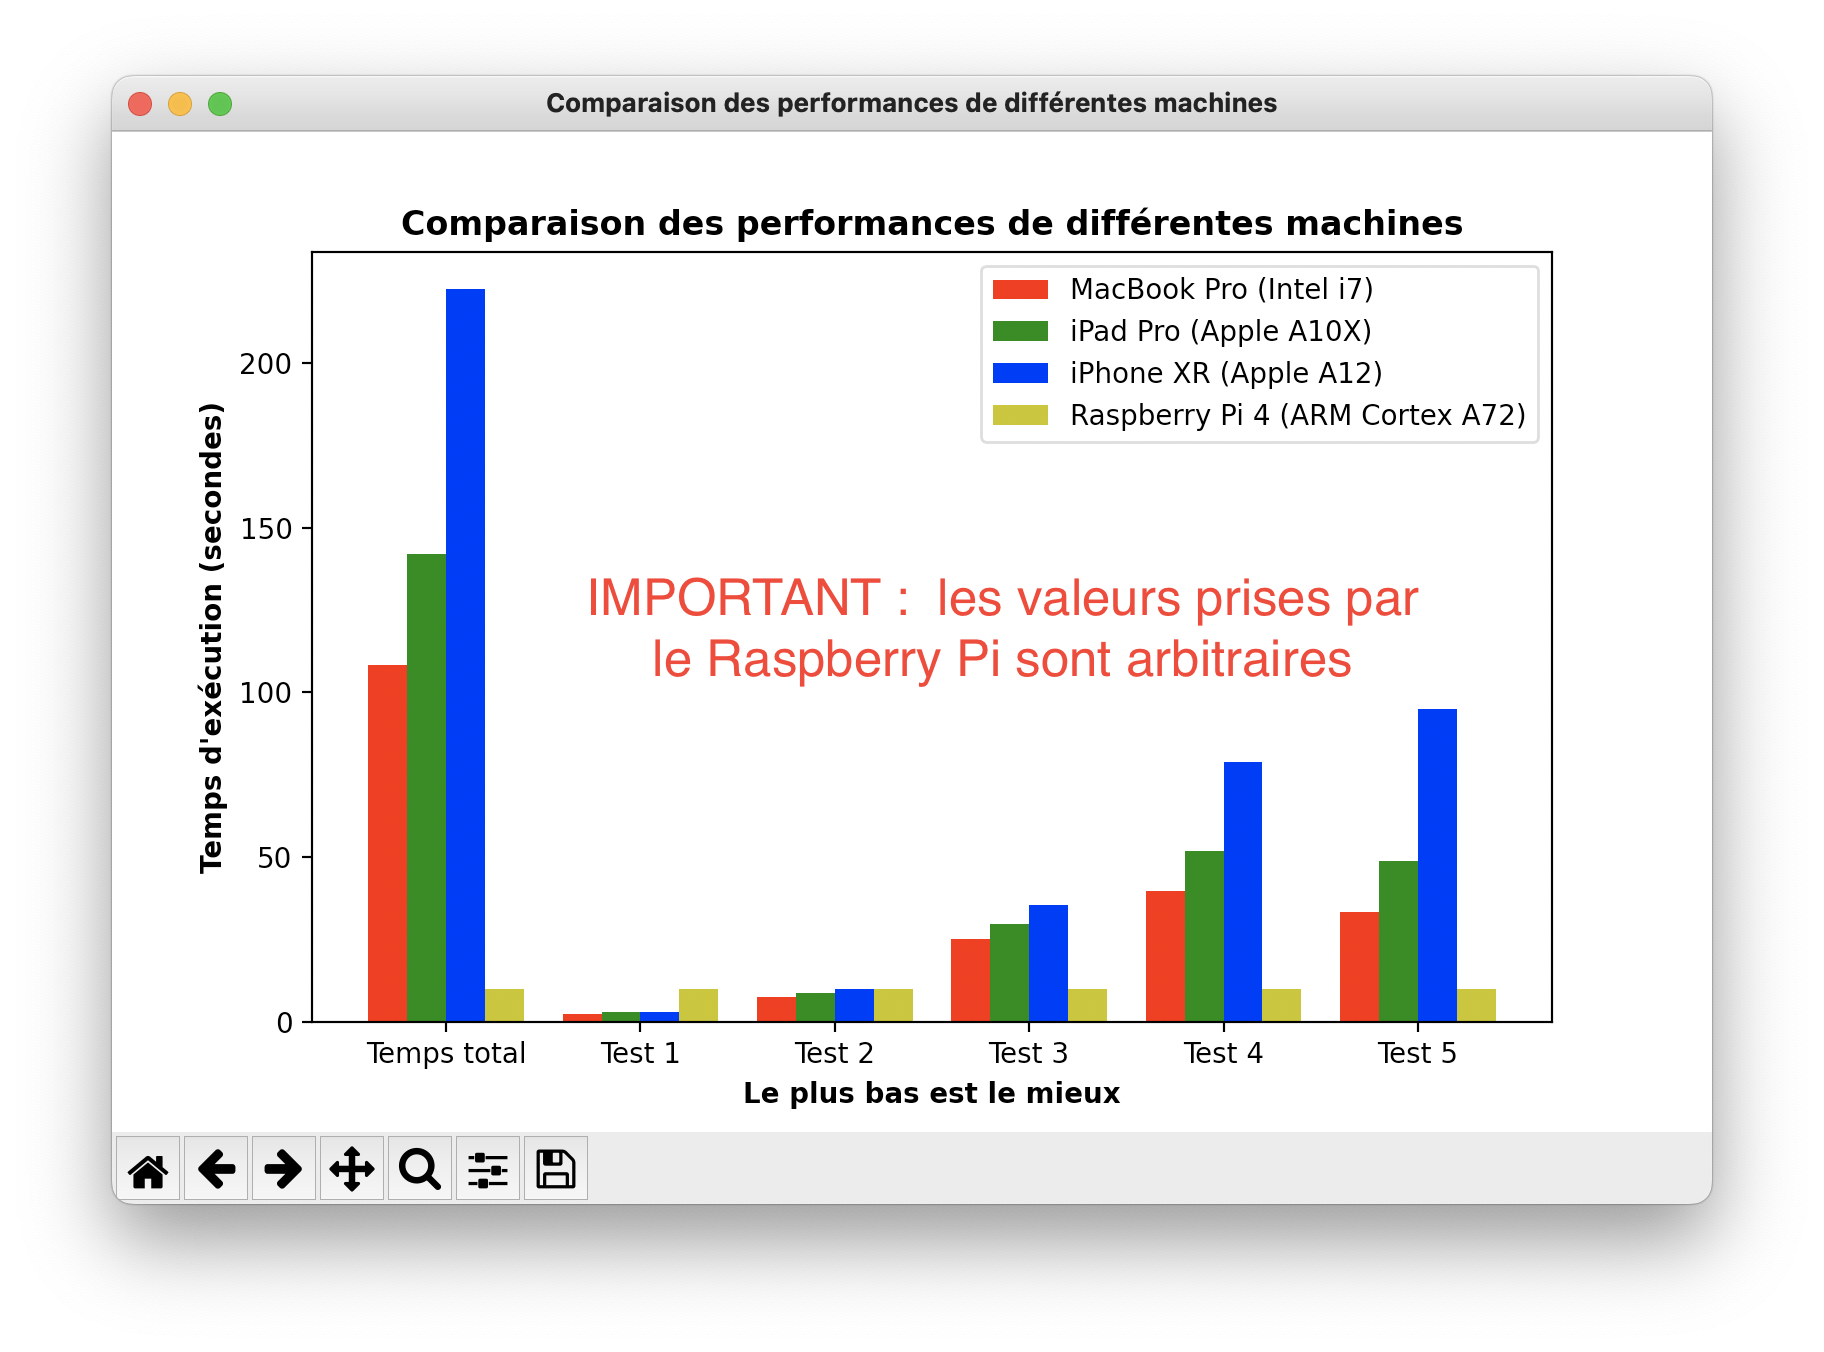 Comparaison des performances de différentes machines
Comparaison des performances de différentes machines
MacBook Pro (Intel i7)
iPad Pro (Apple A10X)
iPhone XR (Apple A12)
Raspberry Pi 4 (ARM Cortex A72)
Temps d'exécution (secondes)
200
150
100
50
0
IMPORTANT :  les valeurs prises par
le Raspberry Pi sont arbitraires
Temps total
Test 1
Test 2
Test 3
Test 4
Test 5
Le plus bas est le mieux